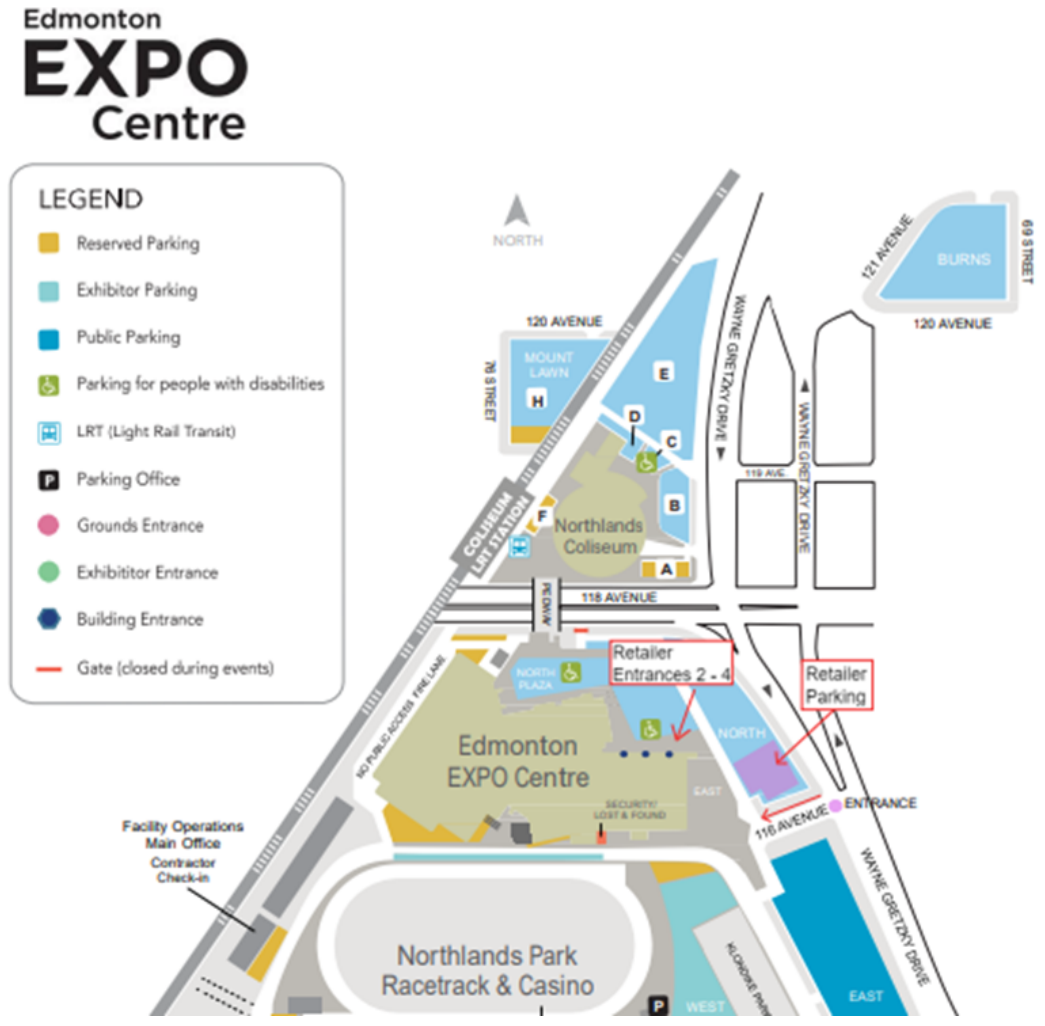 Edmonton
EXPO
Centre
LEGEND
Reserved Parking
Exhibitor Parking
Public Parking
Parking for people with disabilities
LRT (Light Rail Transit)
P
Parking Office
Grounds Entrance
Exhibititor Entrance
Building Entrance
Gate (closed during events)
NORTH
121 AVENUE
BURNS
69 STREET
120 AVENUE
120 AVENUE
MOUNT
LAWN
H
76 STREET
E
D
C
B
F
A
WAYNE GRETZKY DRIVE
WAYNE GRETZKY DRIVE
119 AVE.
COLISEUM
LRT STATION
Northlands
Coliseum
PEDWAY
118 AVENUE
NO PUBLIC ACCESS FIRE LANE
NORTH
PLAZA
Retailer
Entrances 2 - 4
Retailer
Parking
NORTH
Edmonton
EXPO Centre
EAST
SECURITY/
LOST & FOUND
ENTRANCE
116 AVENUE
WAYNE GRETZKY DRIVE
Facility Operations
Main Office
Contractor
Check-in
Northlands Park
Racetrack & Casino
KLONDIKE PARK
P
WEST
EAST